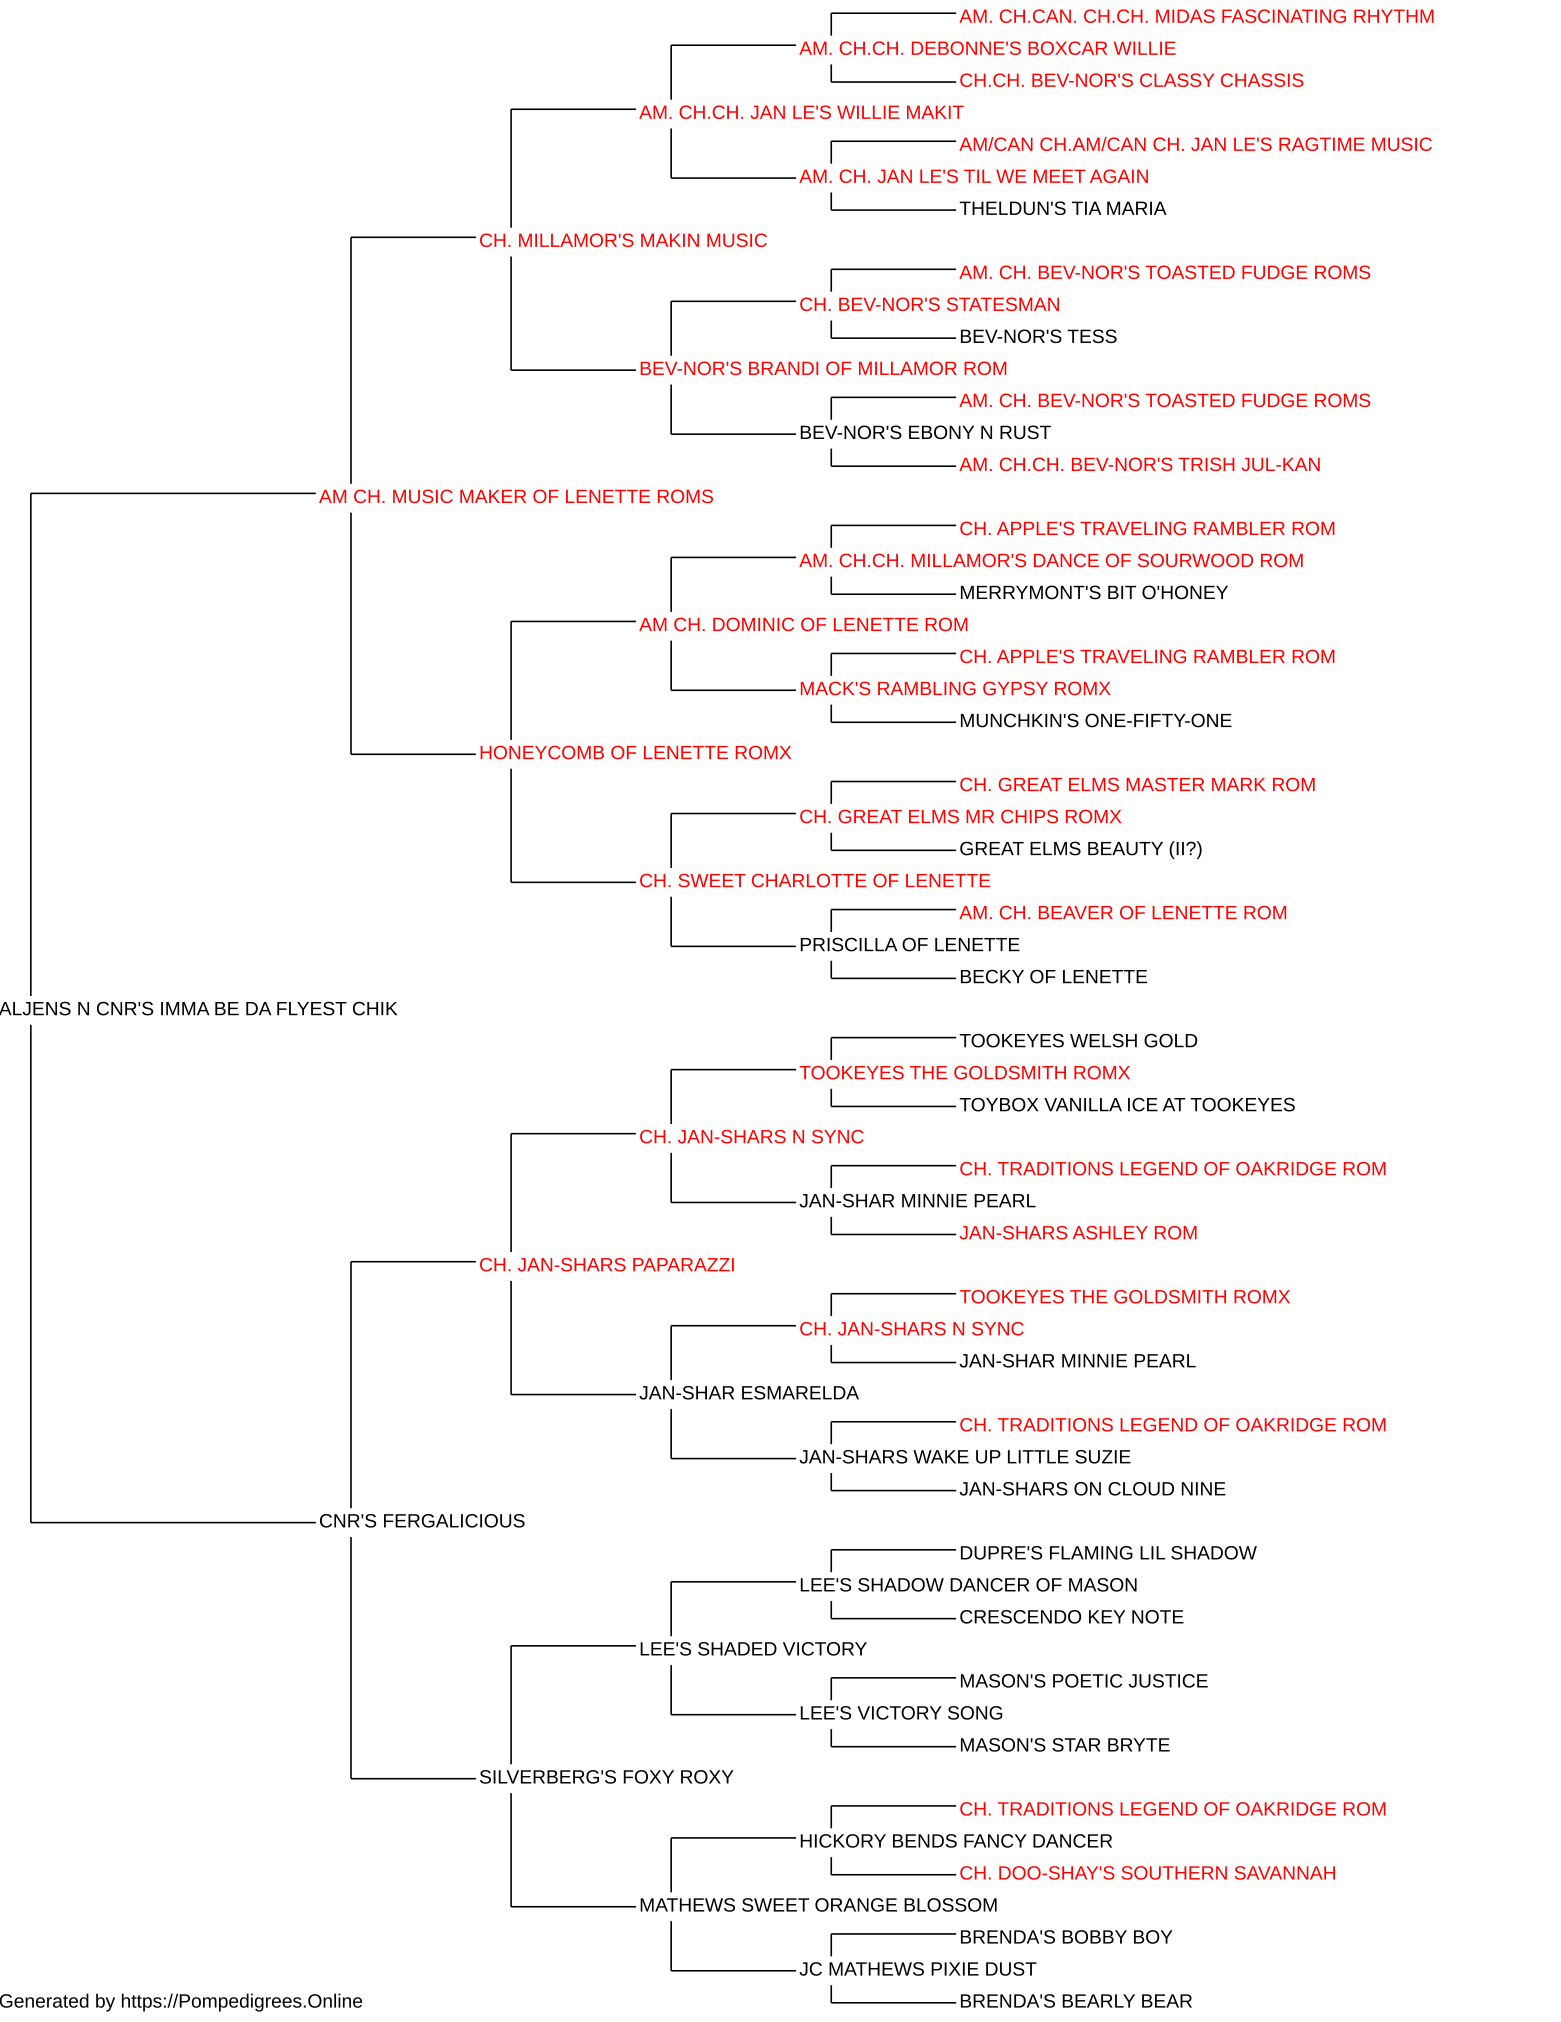 AM. CH.CAN. CH.CH. MIDAS FASCINATING RHYTHM
AM. CH.CH. DEBONNE'S BOXCAR WILLIE
CH.CH. BEV-NOR'S CLASSY CHASSIS
AM. CH.CH. JAN LE'S WILLIE MAKIT
AM/CAN CH.AM/CAN CH. JAN LE'S RAGTIME MUSIC
AM. CH. JAN LE'S TIL WE MEET AGAIN
THELDUN'S TIA MARIA
CH. MILLAMOR'S MAKIN MUSIC
AM. CH. BEV-NOR'S TOASTED FUDGE ROMS
CH. BEV-NOR'S STATESMAN
BEV-NOR'S TESS
BEV-NOR'S BRANDI OF MILLAMOR ROM
AM. CH. BEV-NOR'S TOASTED FUDGE ROMS
BEV-NOR'S EBONY N RUST
AM. CH.CH. BEV-NOR'S TRISH JUL-KAN
AM CH. MUSIC MAKER OF LENETTE ROMS
CH. APPLE'S TRAVELING RAMBLER ROM
AM. CH.CH. MILLAMOR'S DANCE OF SOURWOOD ROM
MERRYMONT'S BIT O'HONEY
AM CH. DOMINIC OF LENETTE ROM
CH. APPLE'S TRAVELING RAMBLER ROM
MACK'S RAMBLING GYPSY ROMX
MUNCHKIN'S ONE-FIFTY-ONE
HONEYCOMB OF LENETTE ROMX
CH. GREAT ELMS MASTER MARK ROM
CH. GREAT ELMS MR CHIPS ROMX
GREAT ELMS BEAUTY (II?)
CH. SWEET CHARLOTTE OF LENETTE
AM. CH. BEAVER OF LENETTE ROM
PRISCILLA OF LENETTE
BECKY OF LENETTE
ALJENS N CNR'S IMMA BE DA FLYEST CHIK
TOOKEYES WELSH GOLD
TOOKEYES THE GOLDSMITH ROMX
TOYBOX VANILLA ICE AT TOOKEYES
CH. JAN-SHARS N SYNC
CH. TRADITIONS LEGEND OF OAKRIDGE ROM
JAN-SHAR MINNIE PEARL
JAN-SHARS ASHLEY ROM
CH. JAN-SHARS PAPARAZZI
TOOKEYES THE GOLDSMITH ROMX
CH. JAN-SHARS N SYNC
JAN-SHAR MINNIE PEARL
JAN-SHAR ESMARELDA
CH. TRADITIONS LEGEND OF OAKRIDGE ROM
JAN-SHARS WAKE UP LITTLE SUZIE
JAN-SHARS ON CLOUD NINE
CNR'S FERGALICIOUS
DUPRE'S FLAMING LIL SHADOW
LEE'S SHADOW DANCER OF MASON
CRESCENDO KEY NOTE
LEE'S SHADED VICTORY
MASON'S POETIC JUSTICE
LEE'S VICTORY SONG
MASON'S STAR BRYTE
SILVERBERG'S FOXY ROXY
CH. TRADITIONS LEGEND OF OAKRIDGE ROM
HICKORY BENDS FANCY DANCER
CH. DOO-SHAY'S SOUTHERN SAVANNAH
MATHEWS SWEET ORANGE BLOSSOM
BRENDA'S BOBBY BOY
JC MATHEWS PIXIE DUST
BRENDA'S BEARLY BEAR
Generated by https://Pompedigrees.Online